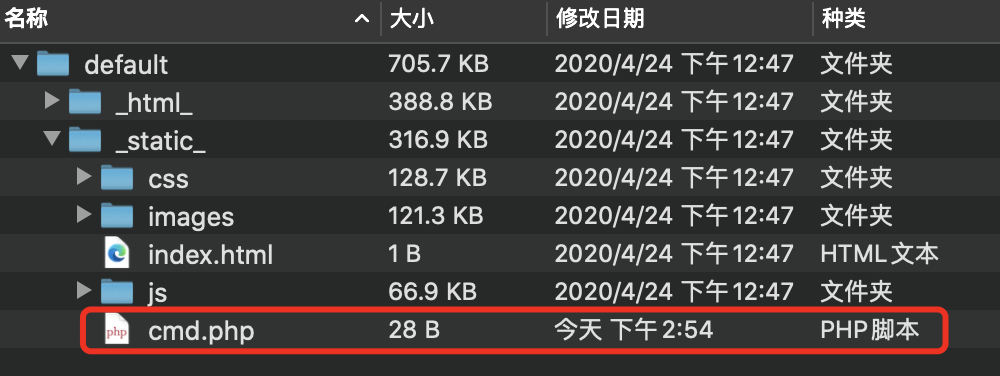 名称 大小 修改日期 种类
default 705.7 KB 2020/4/24 下午12:47 文件夹
_html_ 388.8 KB 2020/4/24 下午12:47 文件夹
_static_ 316.9 KB 2020/4/24 下午12:47 文件夹
css 128.7 KB 2020/4/24 下午12:47 文件夹
images 121.3 KB 2020/4/24 下午12:47 文件夹
index.html 1 B 2020/4/24 下午12:47 HTML文本
js 66.9 KB 2020/4/24 下午12:47 文件夹
php cmd.php 28 B 今天 下午2:54 PHP脚本